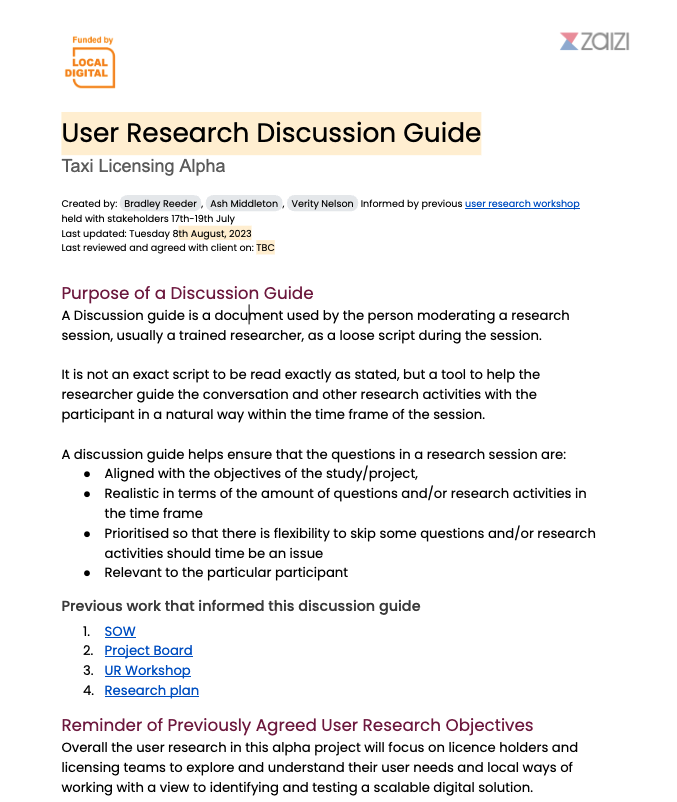 Funded by
LOCAL
DIGITAL
zaizi
User Research Discussion Guide
Taxi Licensing Alpha
Created by: Bradley Reeder , Ash Middleton , Verity Nelson Informed by previous user research workshop
held with stakeholders 17th-19th July
Last updated: Tuesday 8th August, 2023
Last reviewed and agreed with client on: TBC
Purpose of a Discussion Guide
A Discussion guide is a document used by the person moderating a research
session, usually a trained researcher, as a loose script during the session.
It is not an exact script to be read exactly as stated, but a tool to help the
researcher guide the conversation and other research activities with the
participant in a natural way within the time frame of the session.
A discussion guide helps ensure that the questions in a research session are:
● Aligned with the objectives of the study/project,
● Realistic in terms of the amount of questions and/or research activities in
the time frame
● Prioritised so that there is flexibility to skip some questions and/or research
activities should time be an issue
● Relevant to the particular participant
Previous work that informed this discussion guide
1. SOW
2. Project Board
3. UR Workshop
4. Research plan
Reminder of Previously Agreed User Research Objectives
Overall the user research in this alpha project will focus on licence holders and
licensing teams to explore and understand their user needs and local ways of
working with a view to identifying and testing a scalable digital solution.